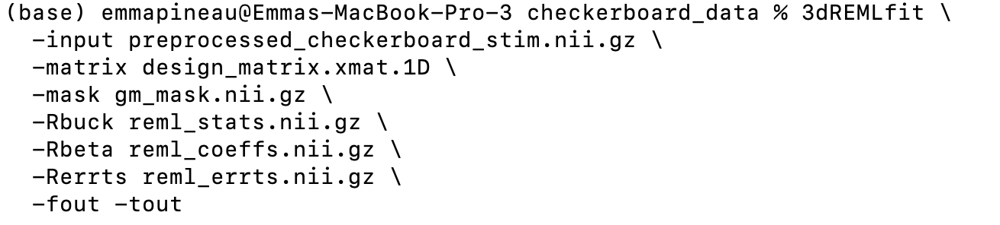 (base) emmapineau@Emmas-MacBook-Pro-3 checkerboard_data % 3dREMLfit \
-input preprocessed_checkerboard_stim.nii.gz \
-matrix design_matrix.xmat.1D \
-mask gm_mask.nii.gz \
-Rbuck reml_stats.nii.gz \
-Rbeta reml_coeffs.nii.gz \
-Rerrts reml_errts.nii.gz \
-fout -tout